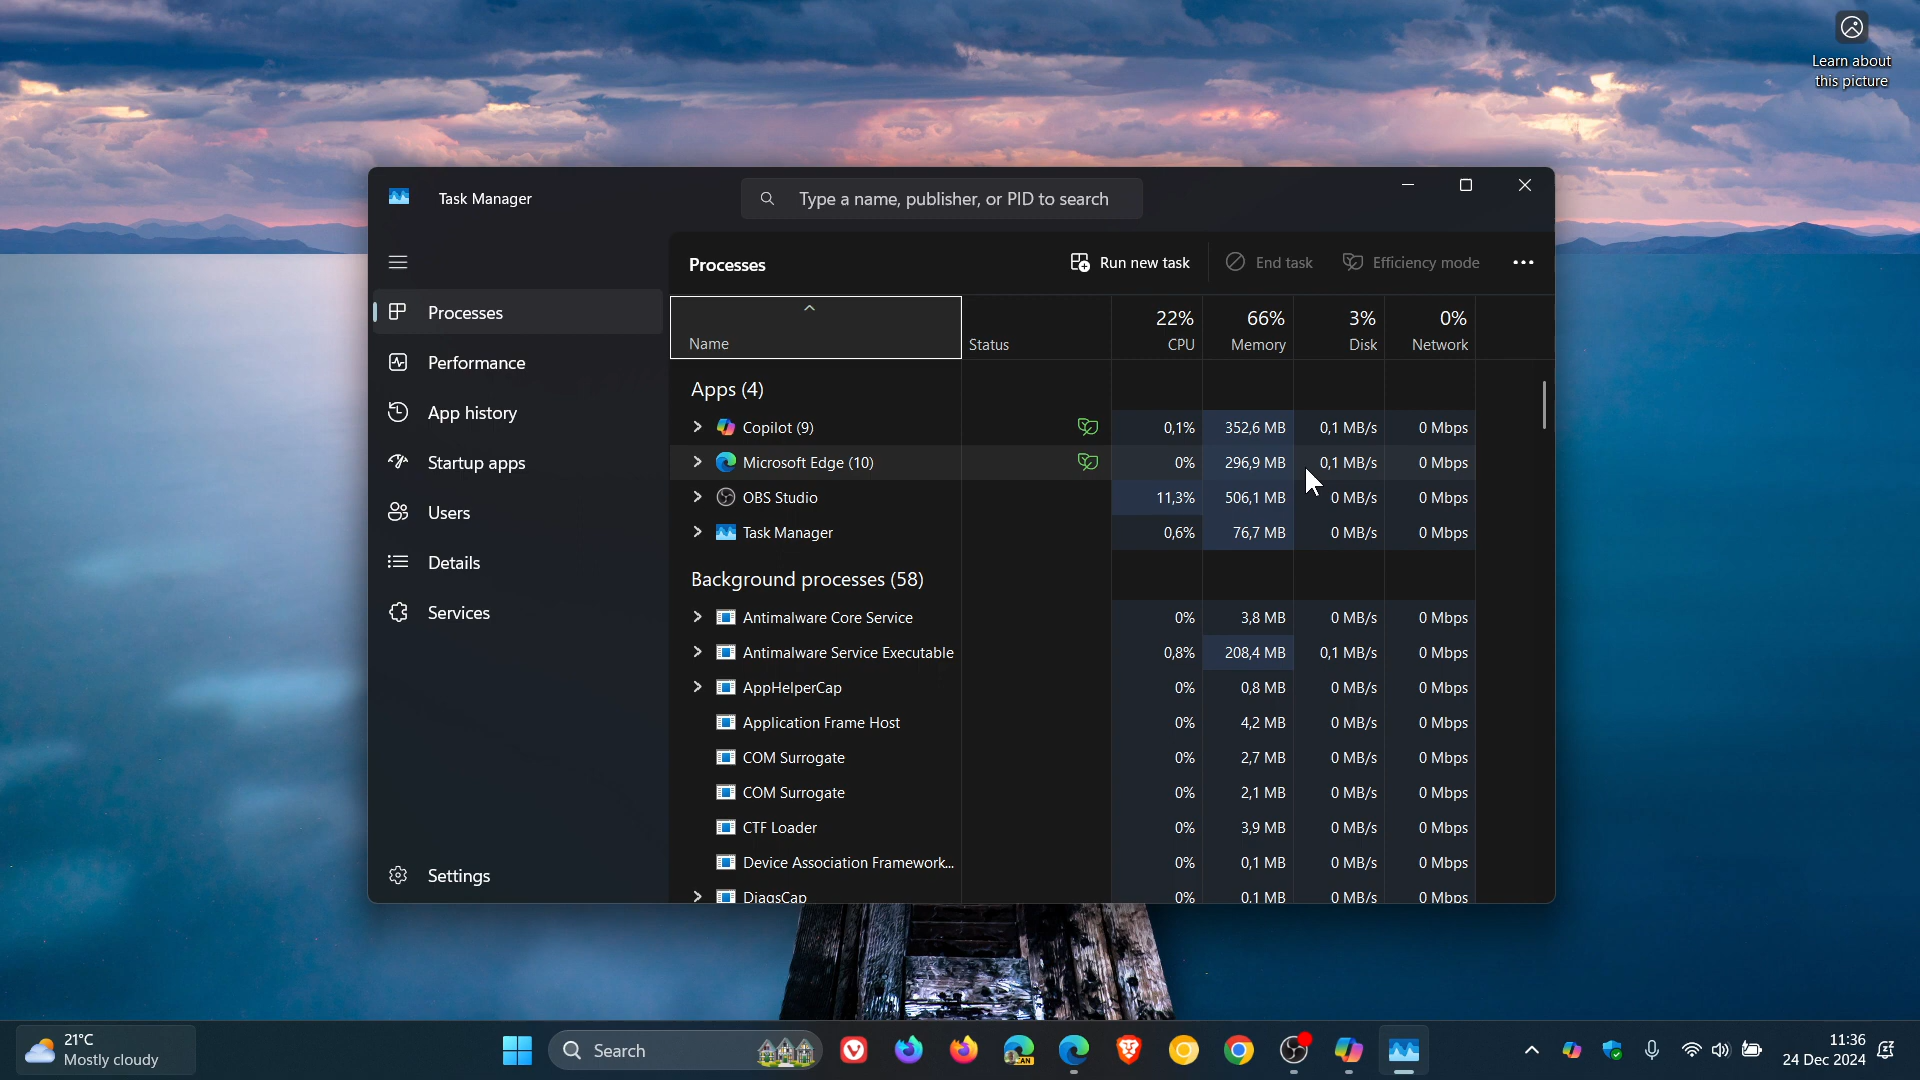 Learn about
this picture
Task Manager
Type a name, publisher, or PID to search
Processes
Run new task
End task
Efficiency mode
Processes
Performance
App history
Startup apps
Users
Details
Services
Settings
22% 66% 3% 0%
Name Status CPU Memory Disk Network
Apps (4)
Copilot (9) 0,1% 352,6 MB 0,1 MB/s 0 Mbps
Microsoft Edge (10) 0% 296,9 MB 0,1 MB/s 0 Mbps
OBS Studio 11,3% 506,1 MB 0 MB/s 0 Mbps
Task Manager 0,6% 76,7 MB 0 MB/s 0 Mbps
Background processes (58)
Antimalware Core Service 0% 3,8 MB 0 MB/s 0 Mbps
Antimalware Service Executable 0,8% 208,4 MB 0,1 MB/s 0 Mbps
AppHelperCap 0% 0,8 MB 0 MB/s 0 Mbps
Application Frame Host 0% 4,2 MB 0 MB/s 0 Mbps
COM Surrogate 0% 2,7 MB 0 MB/s 0 Mbps
COM Surrogate 0% 2,1 MB 0 MB/s 0 Mbps
CTF Loader 0% 3,9 MB 0 MB/s 0 Mbps
Device Association Framework... 0% 0,1 MB 0 MB/s 0 Mbps
DiagsCap 0% 0,1 MB 0 MB/s 0 Mbps
21°C
Mostly cloudy
Search
CAN
11:36
24 Dec 2024